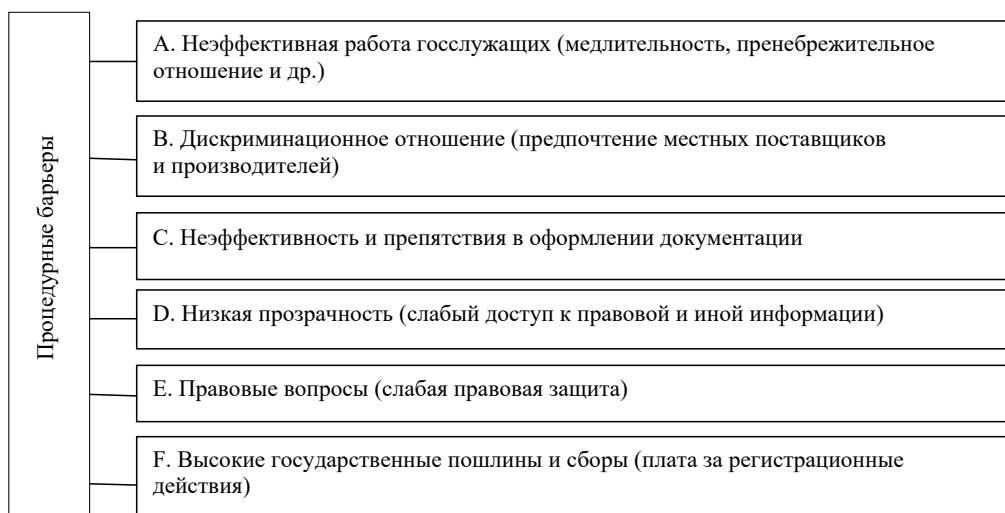 Процедурные барьеры
A. Неэффективная работа госслужащих (медлительность, пренебрежительное
отношение и др.)
B. Дискриминационное отношение (предпочтение местных поставщиков
и производителей)
C. Неэффективность и препятствия в оформлении документации
D. Низкая прозрачность (слабый доступ к правовой и иной информации)
E. Правовые вопросы (слабая правовая защита)
F. Высокие государственные пошлины и сборы (плата за регистрационные
действия)